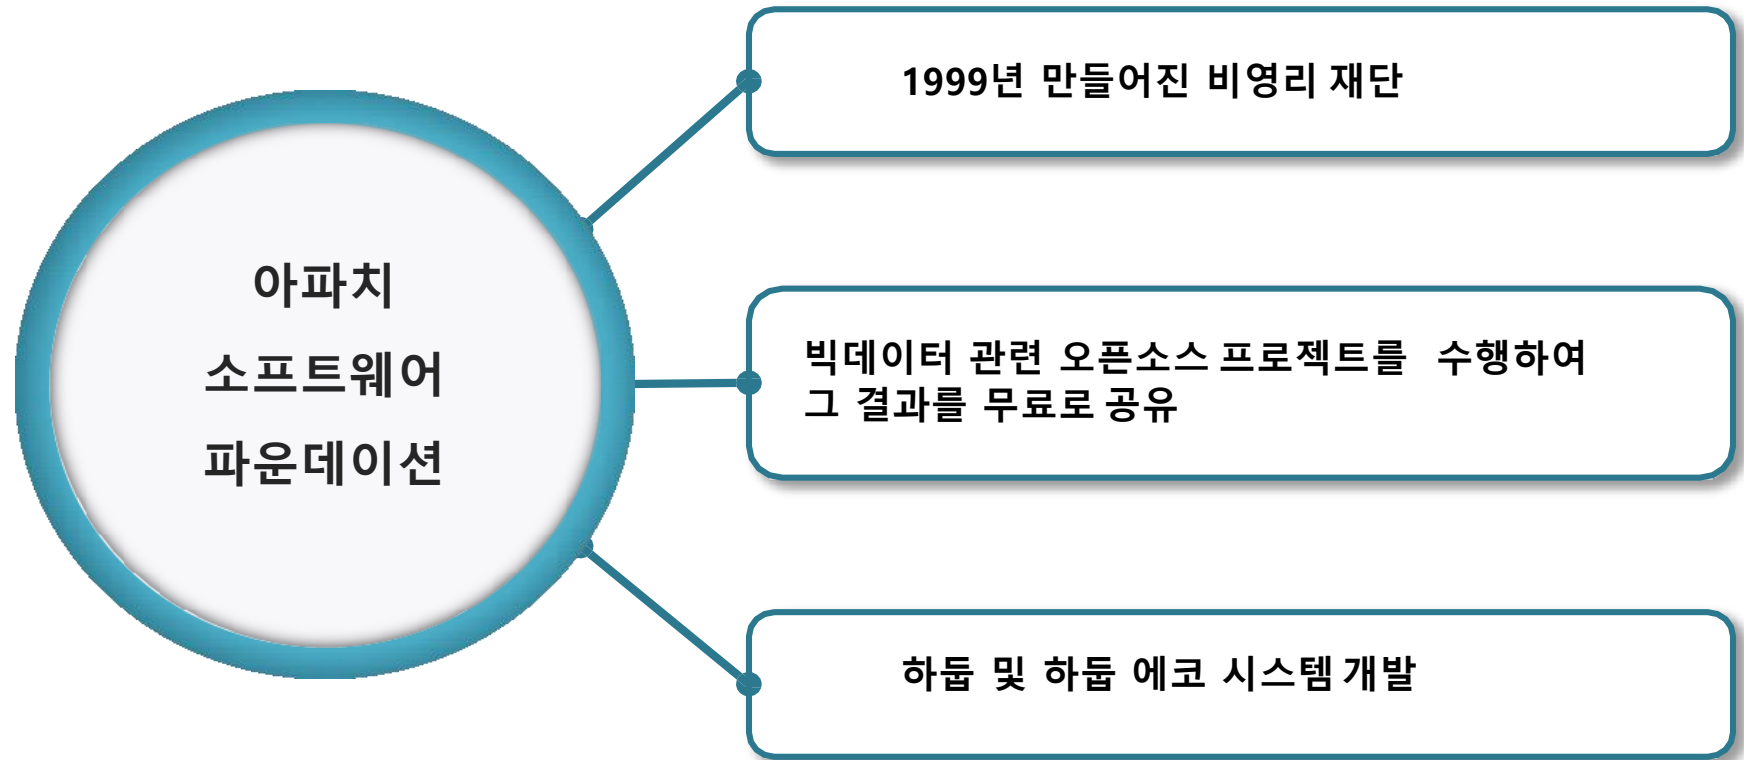 아파치
소프트웨어
파운데이션
1999년 만들어진 비영리 재단
빅데이터 관련 오픈소스 프로젝트를 수행하여
그 결과를 무료로 공유
하둡 및 하둡 에코 시스템 개발